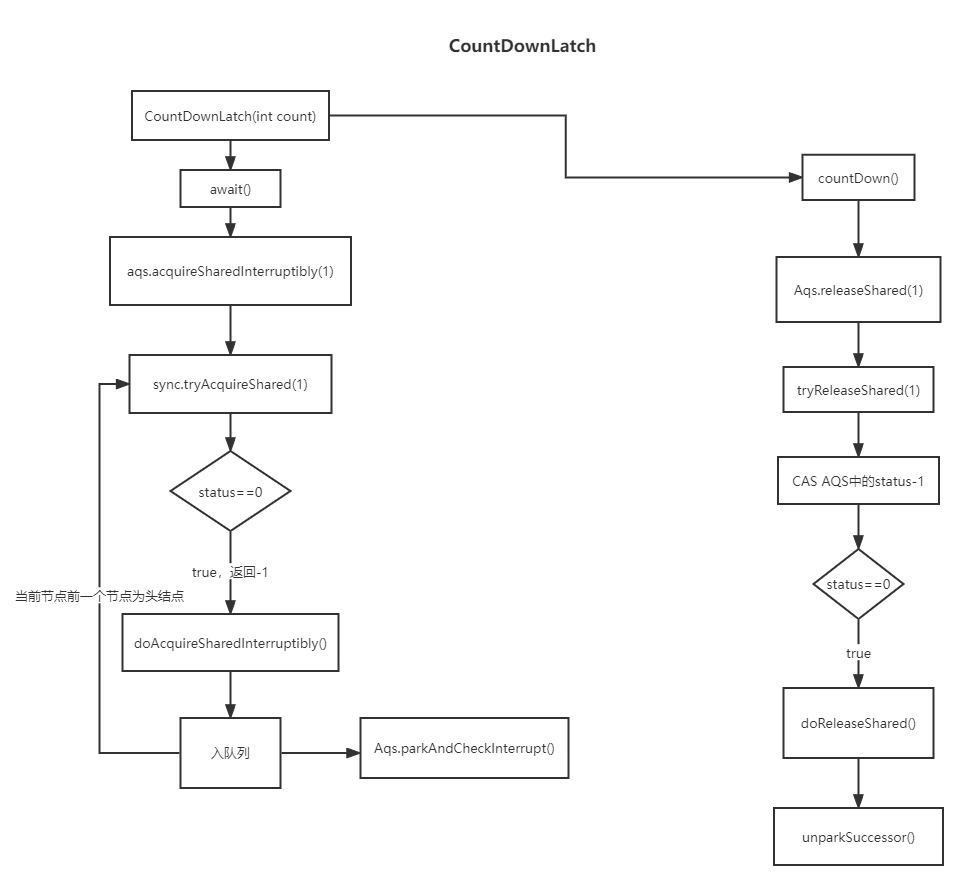 CountDownLatch
CountDownLatch(int count)
await()
aqs.acquireSharedInterruptibly(1)
sync.tryAcquireShared(1)
status==0
true，返回-1
当前节点前一个节点为头结点
doAcquireSharedInterruptibly()
入队列
Aqs.parkAndCheckInterrupt()
countDown()
Aqs.releaseShared(1)
tryReleaseShared(1)
CAS AQS中的status-1
status==0
true
doReleaseShared()
unparkSuccessor()